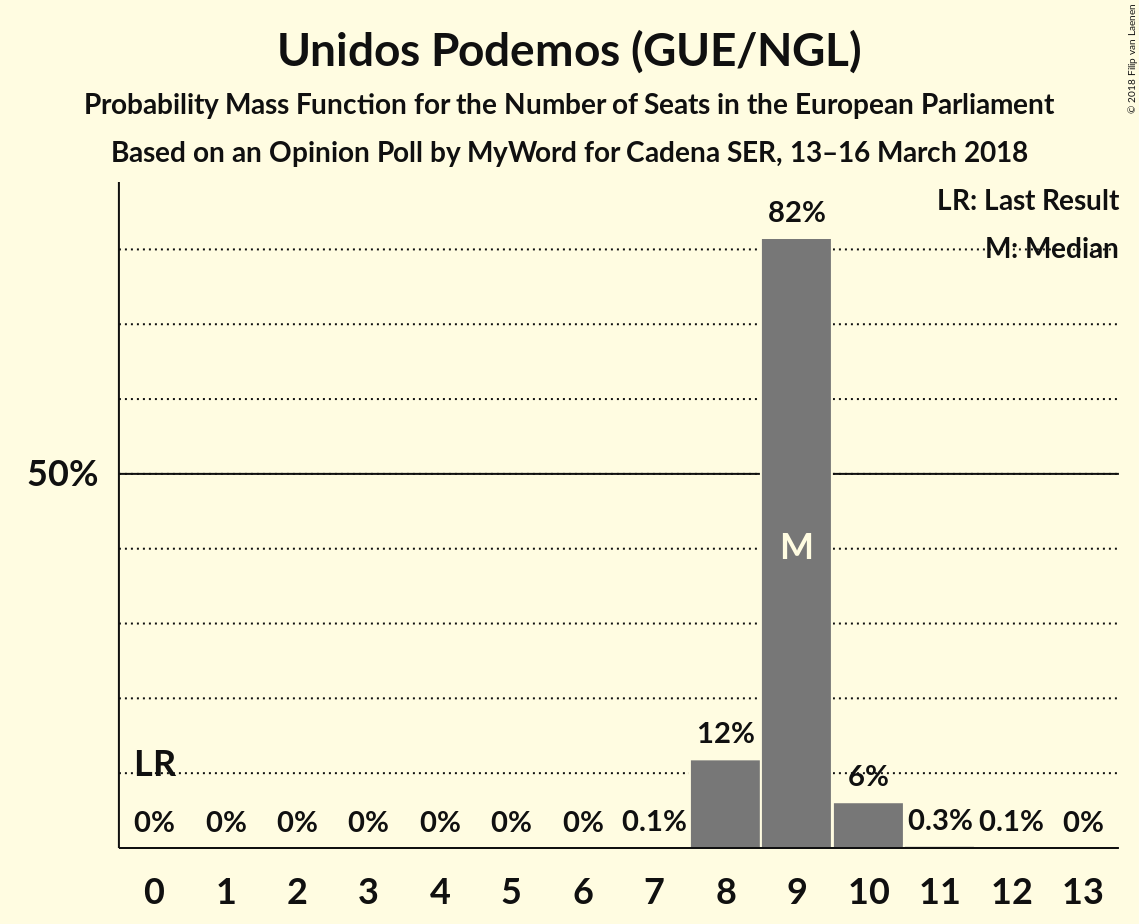 Unidos Podemos (GUE/NGL)
Probability Mass Function for the Number of Seats in the European Parliament
Based on an Opinion Poll by MyWord for Cadena SER, 13–16 March 2018
© 2018 Filip van Laenen
LR: Last Result
M: Median
82%
50%
M
12%
LR
6%
0% 0% 0% 0% 0% 0% 0% 0.1% 0.3% 0.1% 0%
0 1 2 3 4 5 6 7 8 9 10 11 12 13